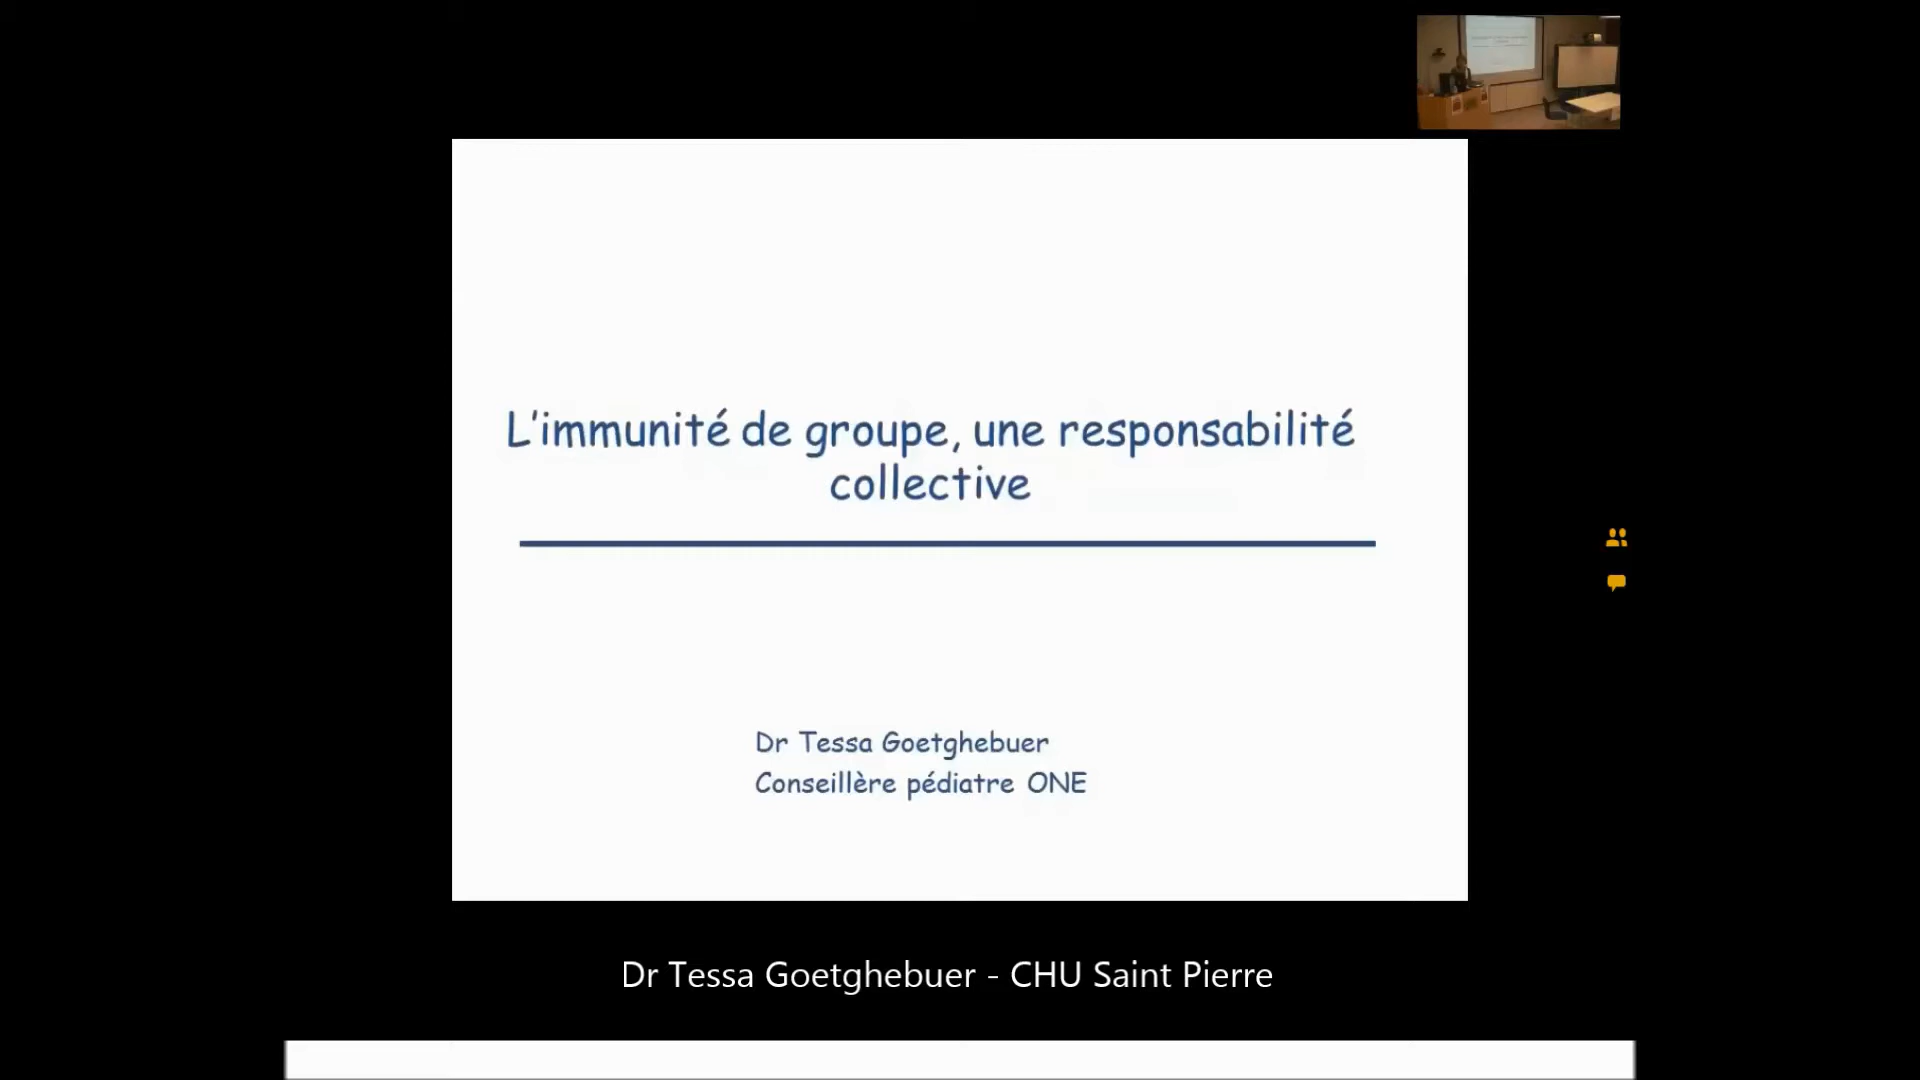 L'immunité de groupe, une responsabilité
collective
Dr Tessa Goetghebuer
Conseillère pédiatre ONE
Dr Tessa Goetghebuer - CHU Saint Pierre